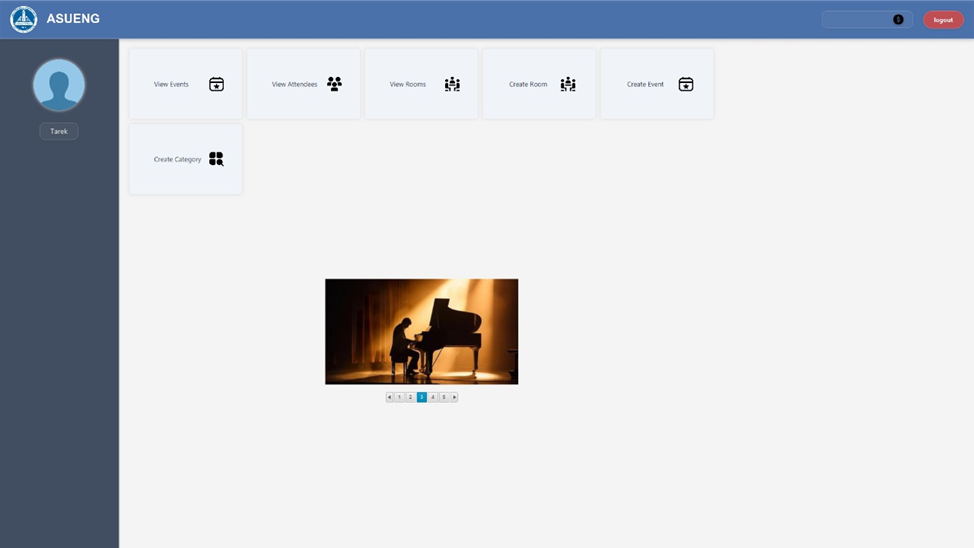 ASUENG
logout
Tarek
View Events
View Attendees
View Rooms
Create Room
Create Event
Create Category
1 2 3 4 5